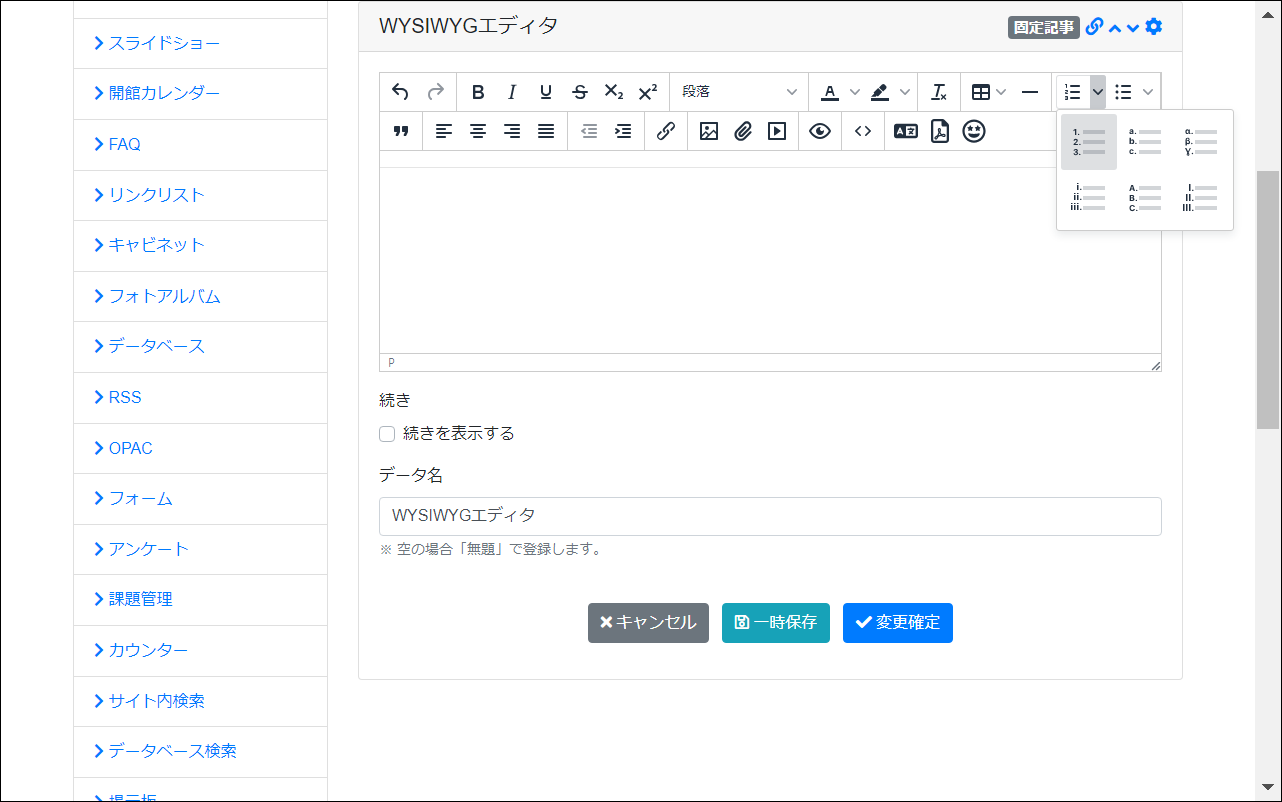 スライドショー
開館カレンダー
FAQ
リンクリスト
キャビネット
フォトアルバム
データベース
RSS
OPAC
フォーム
アンケート
課題管理
カウンター
サイト内検索
データベース検索
掲示板
WYSIWYGエディタ
固定記事
段落
1.
2.
3.
a.
b.
c.
α.
β.
γ.
i.
ii.
iii.
A.
B.
C.
I.
II.
III.
P
続き
続きを表示する
データ名
WYSIWYGエディタ
※ 空の場合「無題」で登録します。
キャンセル
一時保存
変更確定